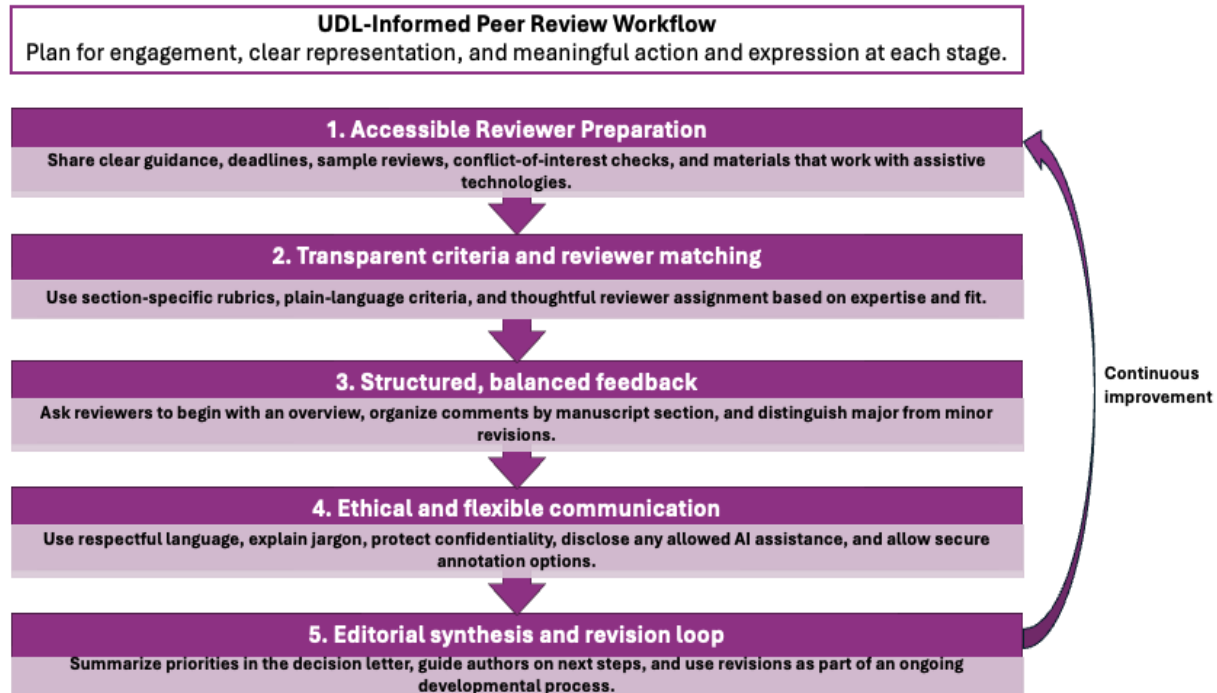 UDL-Informed Peer Review Workflow
Plan for engagement, clear representation, and meaningful action and expression at each stage.
1. Accessible Reviewer Preparation
Share clear guidance, deadlines, sample reviews, conflict-of-interest checks, and materials that work with assistive
technologies.
2. Transparent criteria and reviewer matching
Use section-specific rubrics, plain-language criteria, and thoughtful reviewer assignment based on expertise and fit.
3. Structured, balanced feedback
Ask reviewers to begin with an overview, organize comments by manuscript section, and distinguish major from minor
revisions.
4. Ethical and flexible communication
Use respectful language, explain jargon, protect confidentiality, disclose any allowed AI assistance, and allow secure
annotation options.
5. Editorial synthesis and revision loop
Summarize priorities in the decision letter, guide authors on next steps, and use revisions as part of an ongoing
developmental process.
Continuous
improvement